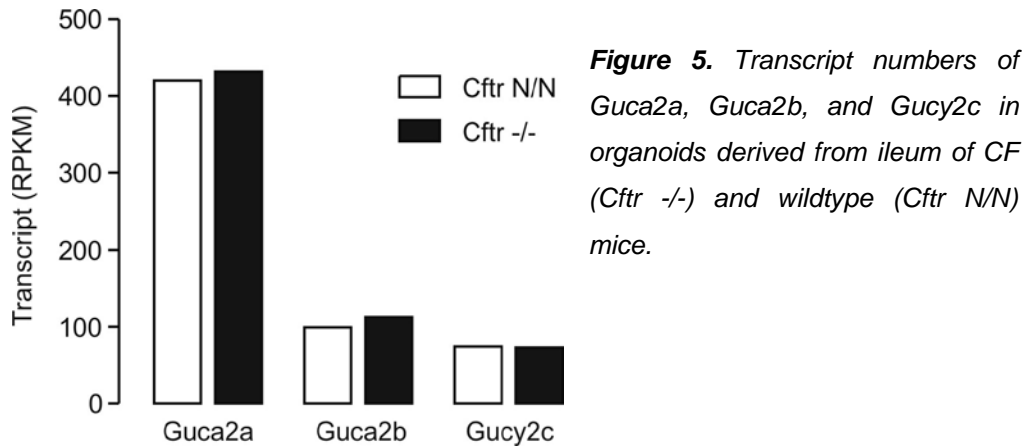 500
400
300
200
100
0
Transcript (RPKM)
Cftr N/N
Cftr -/-
Guca2a
Guca2b
Gucy2c
Figure 5. Transcript numbers of
Guca2a, Guca2b, and Gucy2c in
organoids derived from ileum of CF
(Cftr -/-) and wildtype (Cftr N/N)
mice.